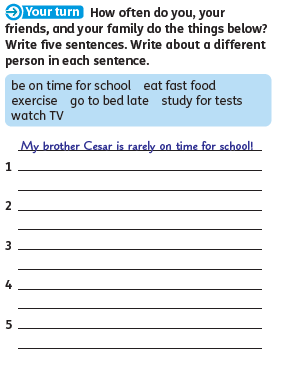 Your turn How often do you, your
friends, and your family do the things below?
Write five sentences. Write about a different
person in each sentence.
be on time for school eat fast food
exercise go to bed late study for tests
watch TV
My brother Cesar is rarely on time for school!
1
2
3
4
5